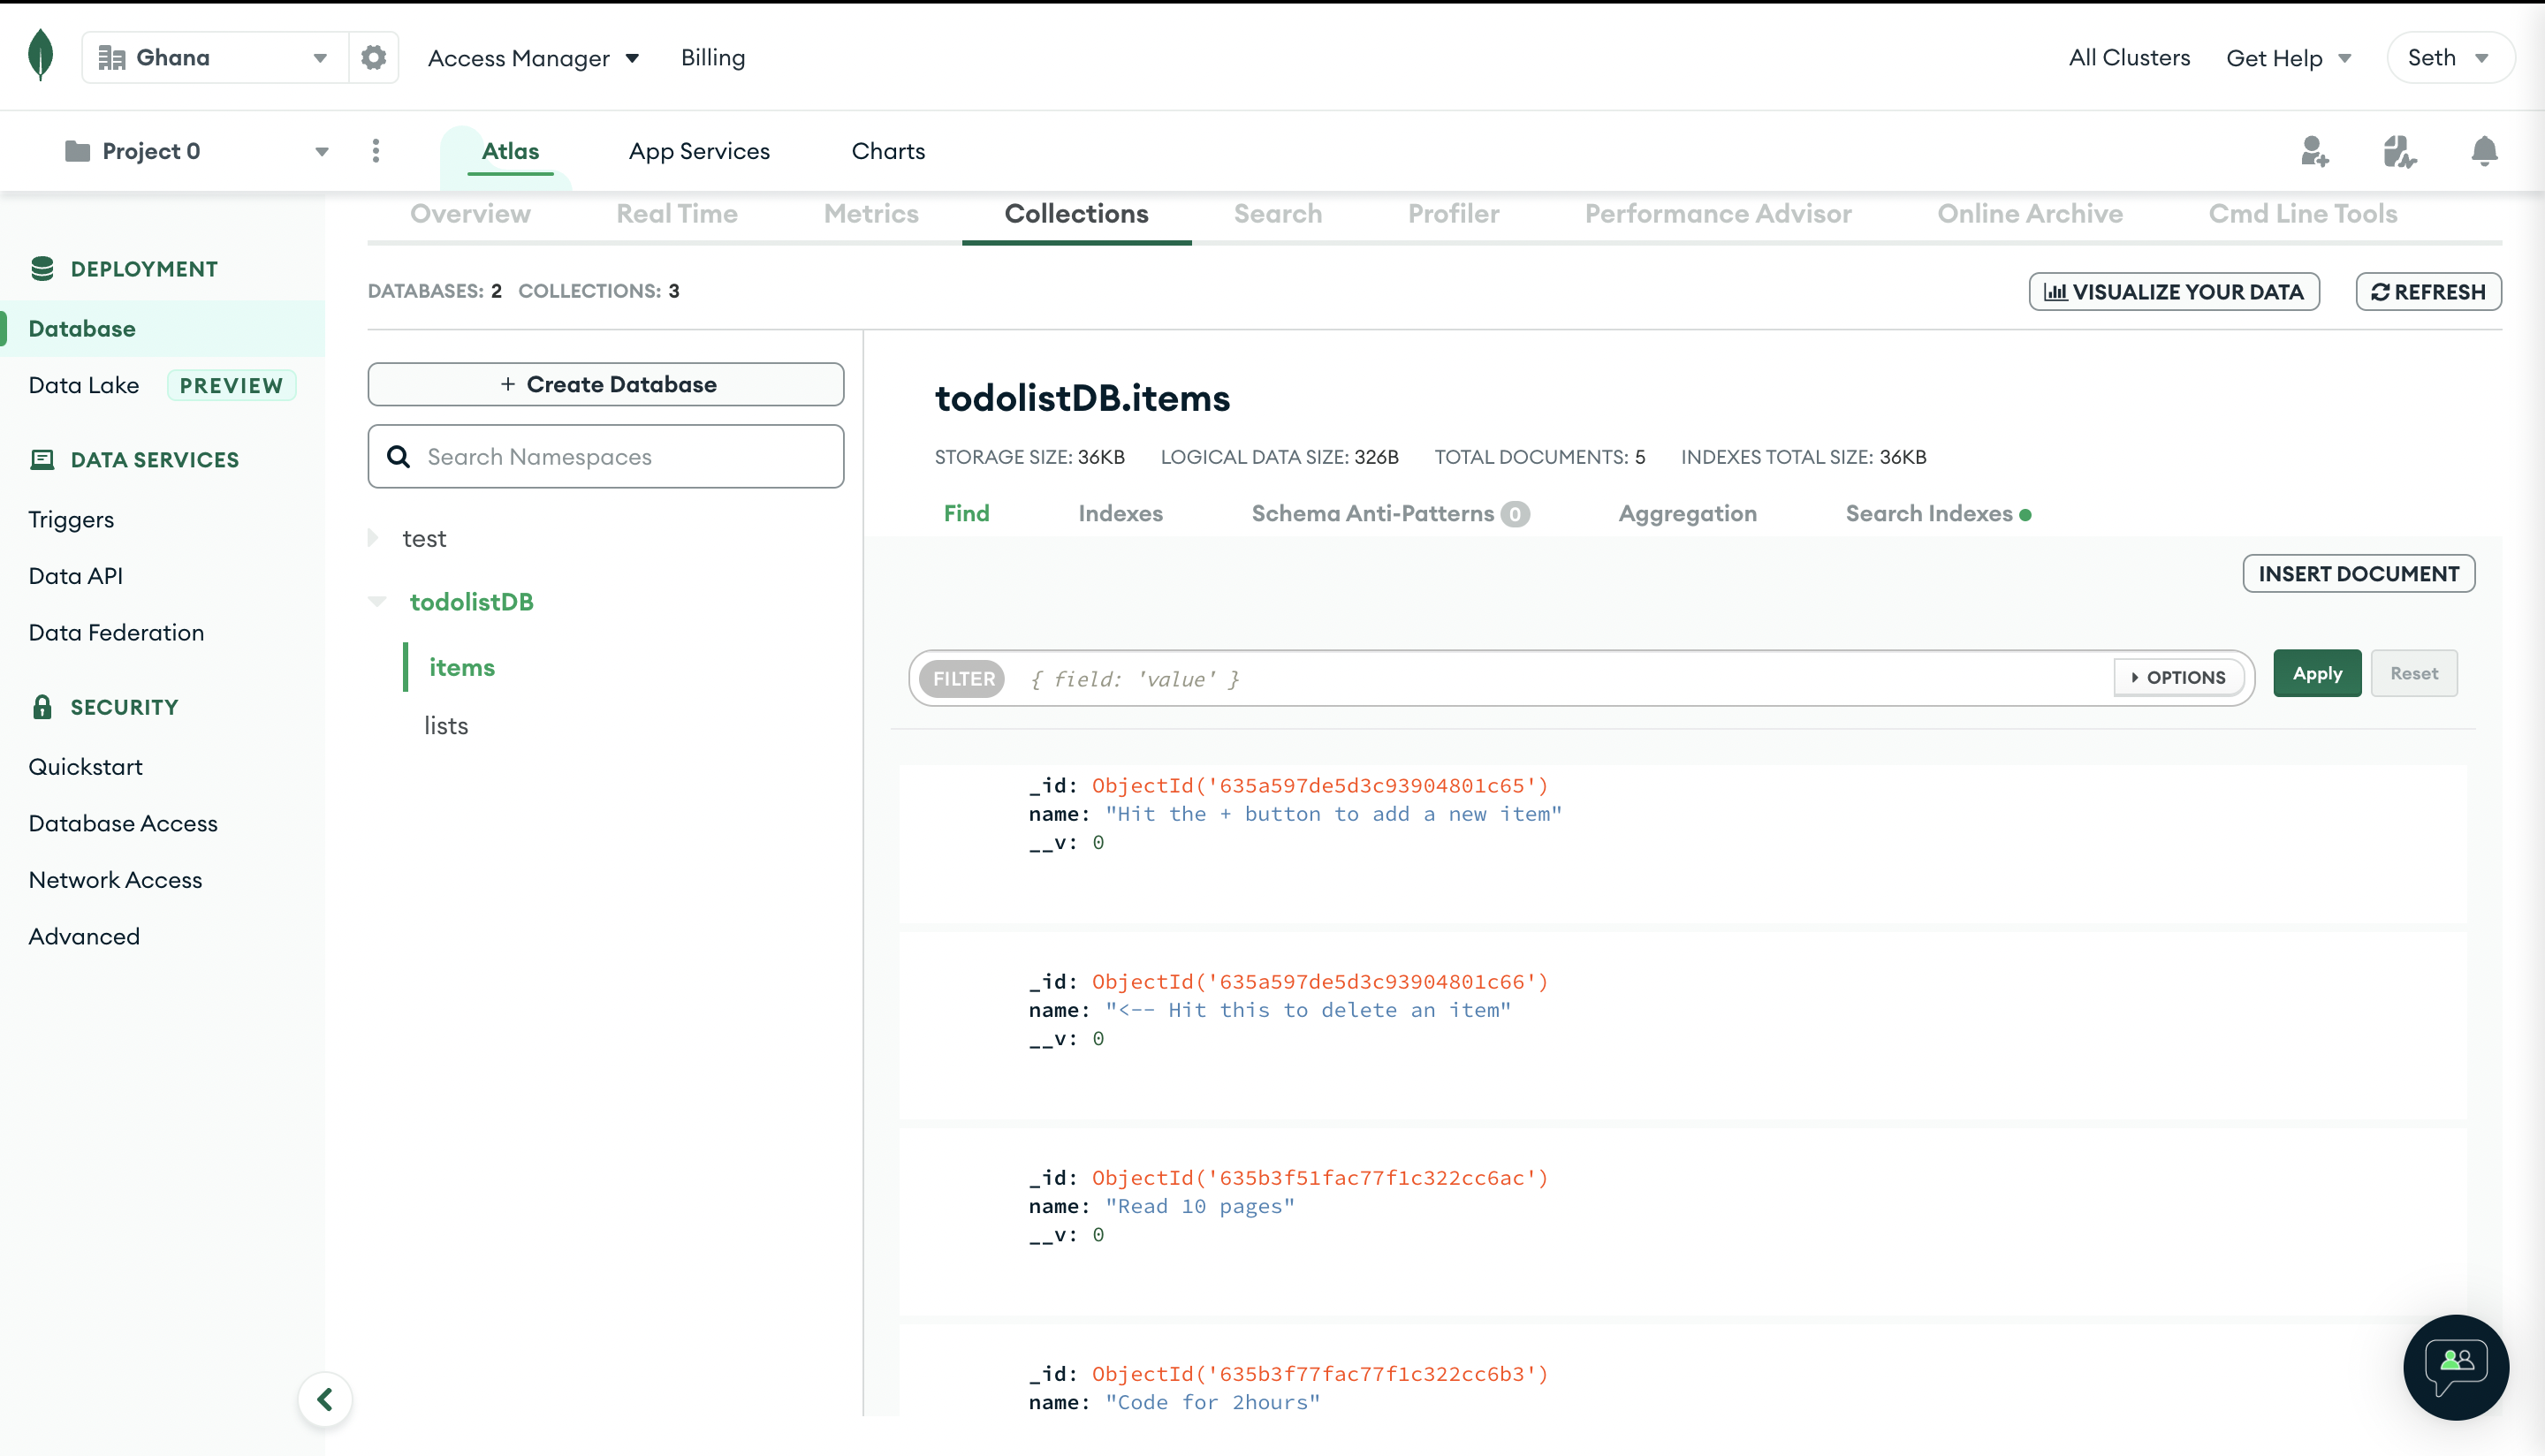 Ghana
Access Manager
Billing
All Clusters
Get Help
Seth
Project 0
Atlas
App Services
Charts
Overview
Real Time
Metrics
Collections
Search
Profiler
Performance Advisor
Online Archive
Cmd Line Tools
DEPLOYMENT
Database
Data Lake PREVIEW
DATA SERVICES
Triggers
Data API
Data Federation
SECURITY
Quickstart
Database Access
Network Access
Advanced
DATABASES: 2 COLLECTIONS: 3
VISUALIZE YOUR DATA
REFRESH
+ Create Database
Search Namespaces
test
todolistDB
items
lists
todolistDB.items
STORAGE SIZE: 36KB LOGICAL DATA SIZE: 326B TOTAL DOCUMENTS: 5 INDEXES TOTAL SIZE: 36KB
Find
Indexes
Schema Anti-Patterns 0
Aggregation
Search Indexes
INSERT DOCUMENT
FILTER { field: 'value' }
OPTIONS
Apply
Reset
_id: ObjectId('635a597de5d3c93904801c65')
name: "Hit the + button to add a new item"
__v: 0
_id: ObjectId('635a597de5d3c93904801c66')
name: "<-- Hit this to delete an item"
__v: 0
_id: ObjectId('635b3f51fac77f1c322cc6ac')
name: "Read 10 pages"
__v: 0
_id: ObjectId('635b3f77fac77f1c322cc6b3')
name: "Code for 2hours"